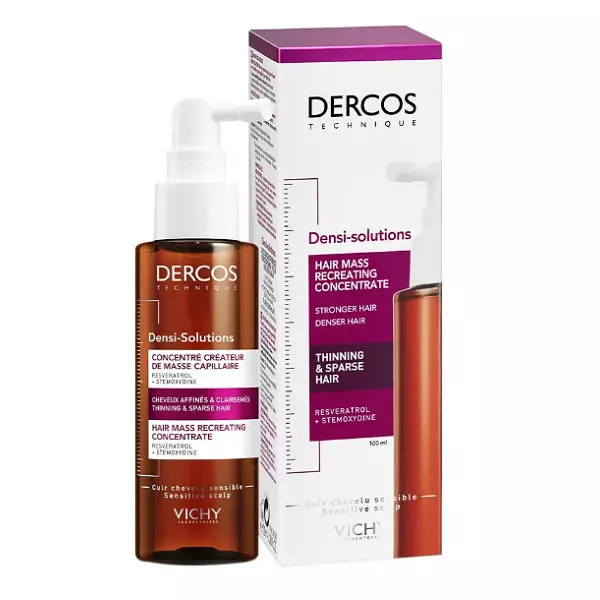 DERCOS
TECHNIQUE
Densi-Solutions
CONCENTRÉ CRÉATEUR
DE MASSE CAPILLAIRE
RESVERATROL
+ STEMOXYDINE
CHEVEUX AFFINÉS & CLAIRSEMÉS
THINNING & SPARSE HAIR
HAIR MASS RECREATING
CONCENTRATE
RESVERATROL
+ STEMOXYDINE
Cuir chevelu sensible
Sensitive scalp
VICHY
LABORATOIRES
DERCOS
TECHNIQUE
Densi-solutions
HAIR MASS
RECREATING
CONCENTRATE
STRONGER HAIR
DENSER HAIR
THINNING
& SPARSE
HAIR
RESVERATROL
+ STEMOXYDINE
100 ml
Cuir chevelu sensible
Sensitive scalp
VICHY
LABORATOIRES